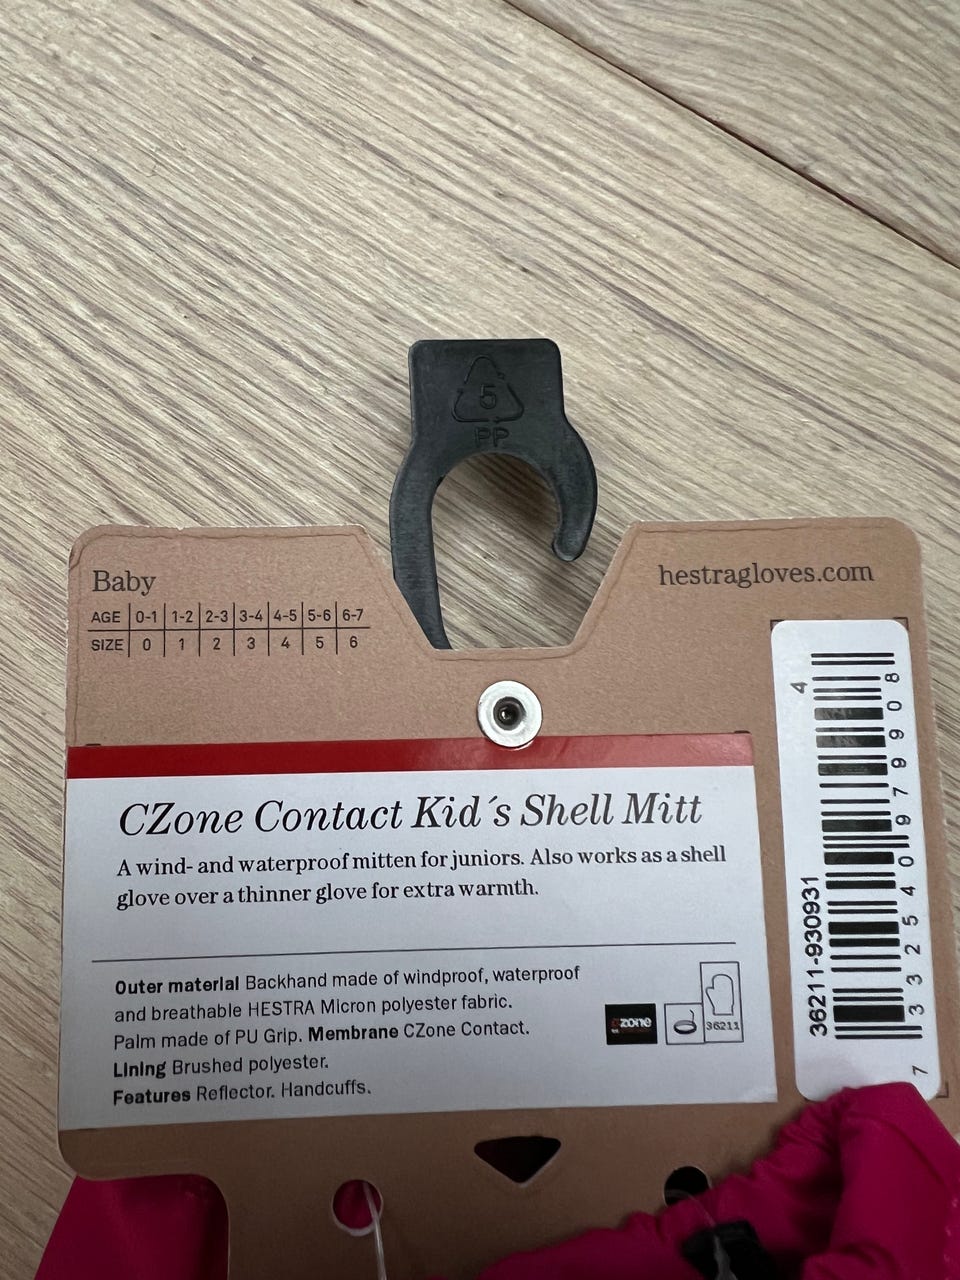 5
PP
Baby
AGE 0-1 1-2 2-3 3-4 4-5 5-6 6-7
SIZE 0 1 2 3 4 5 6
hestragloves.com
CZone Contact Kid´s Shell Mitt
A wind- and waterproof mitten for juniors. Also works as a shell
glove over a thinner glove for extra warmth.
Outer material Backhand made of windproof, waterproof
and breathable HESTRA Micron polyester fabric.
Palm made of PU Grip. Membrane CZone Contact.
Lining Brushed polyester.
Features Reflector. Handcuffs.
czone
36211
4
36211-930931
7 332540 979908